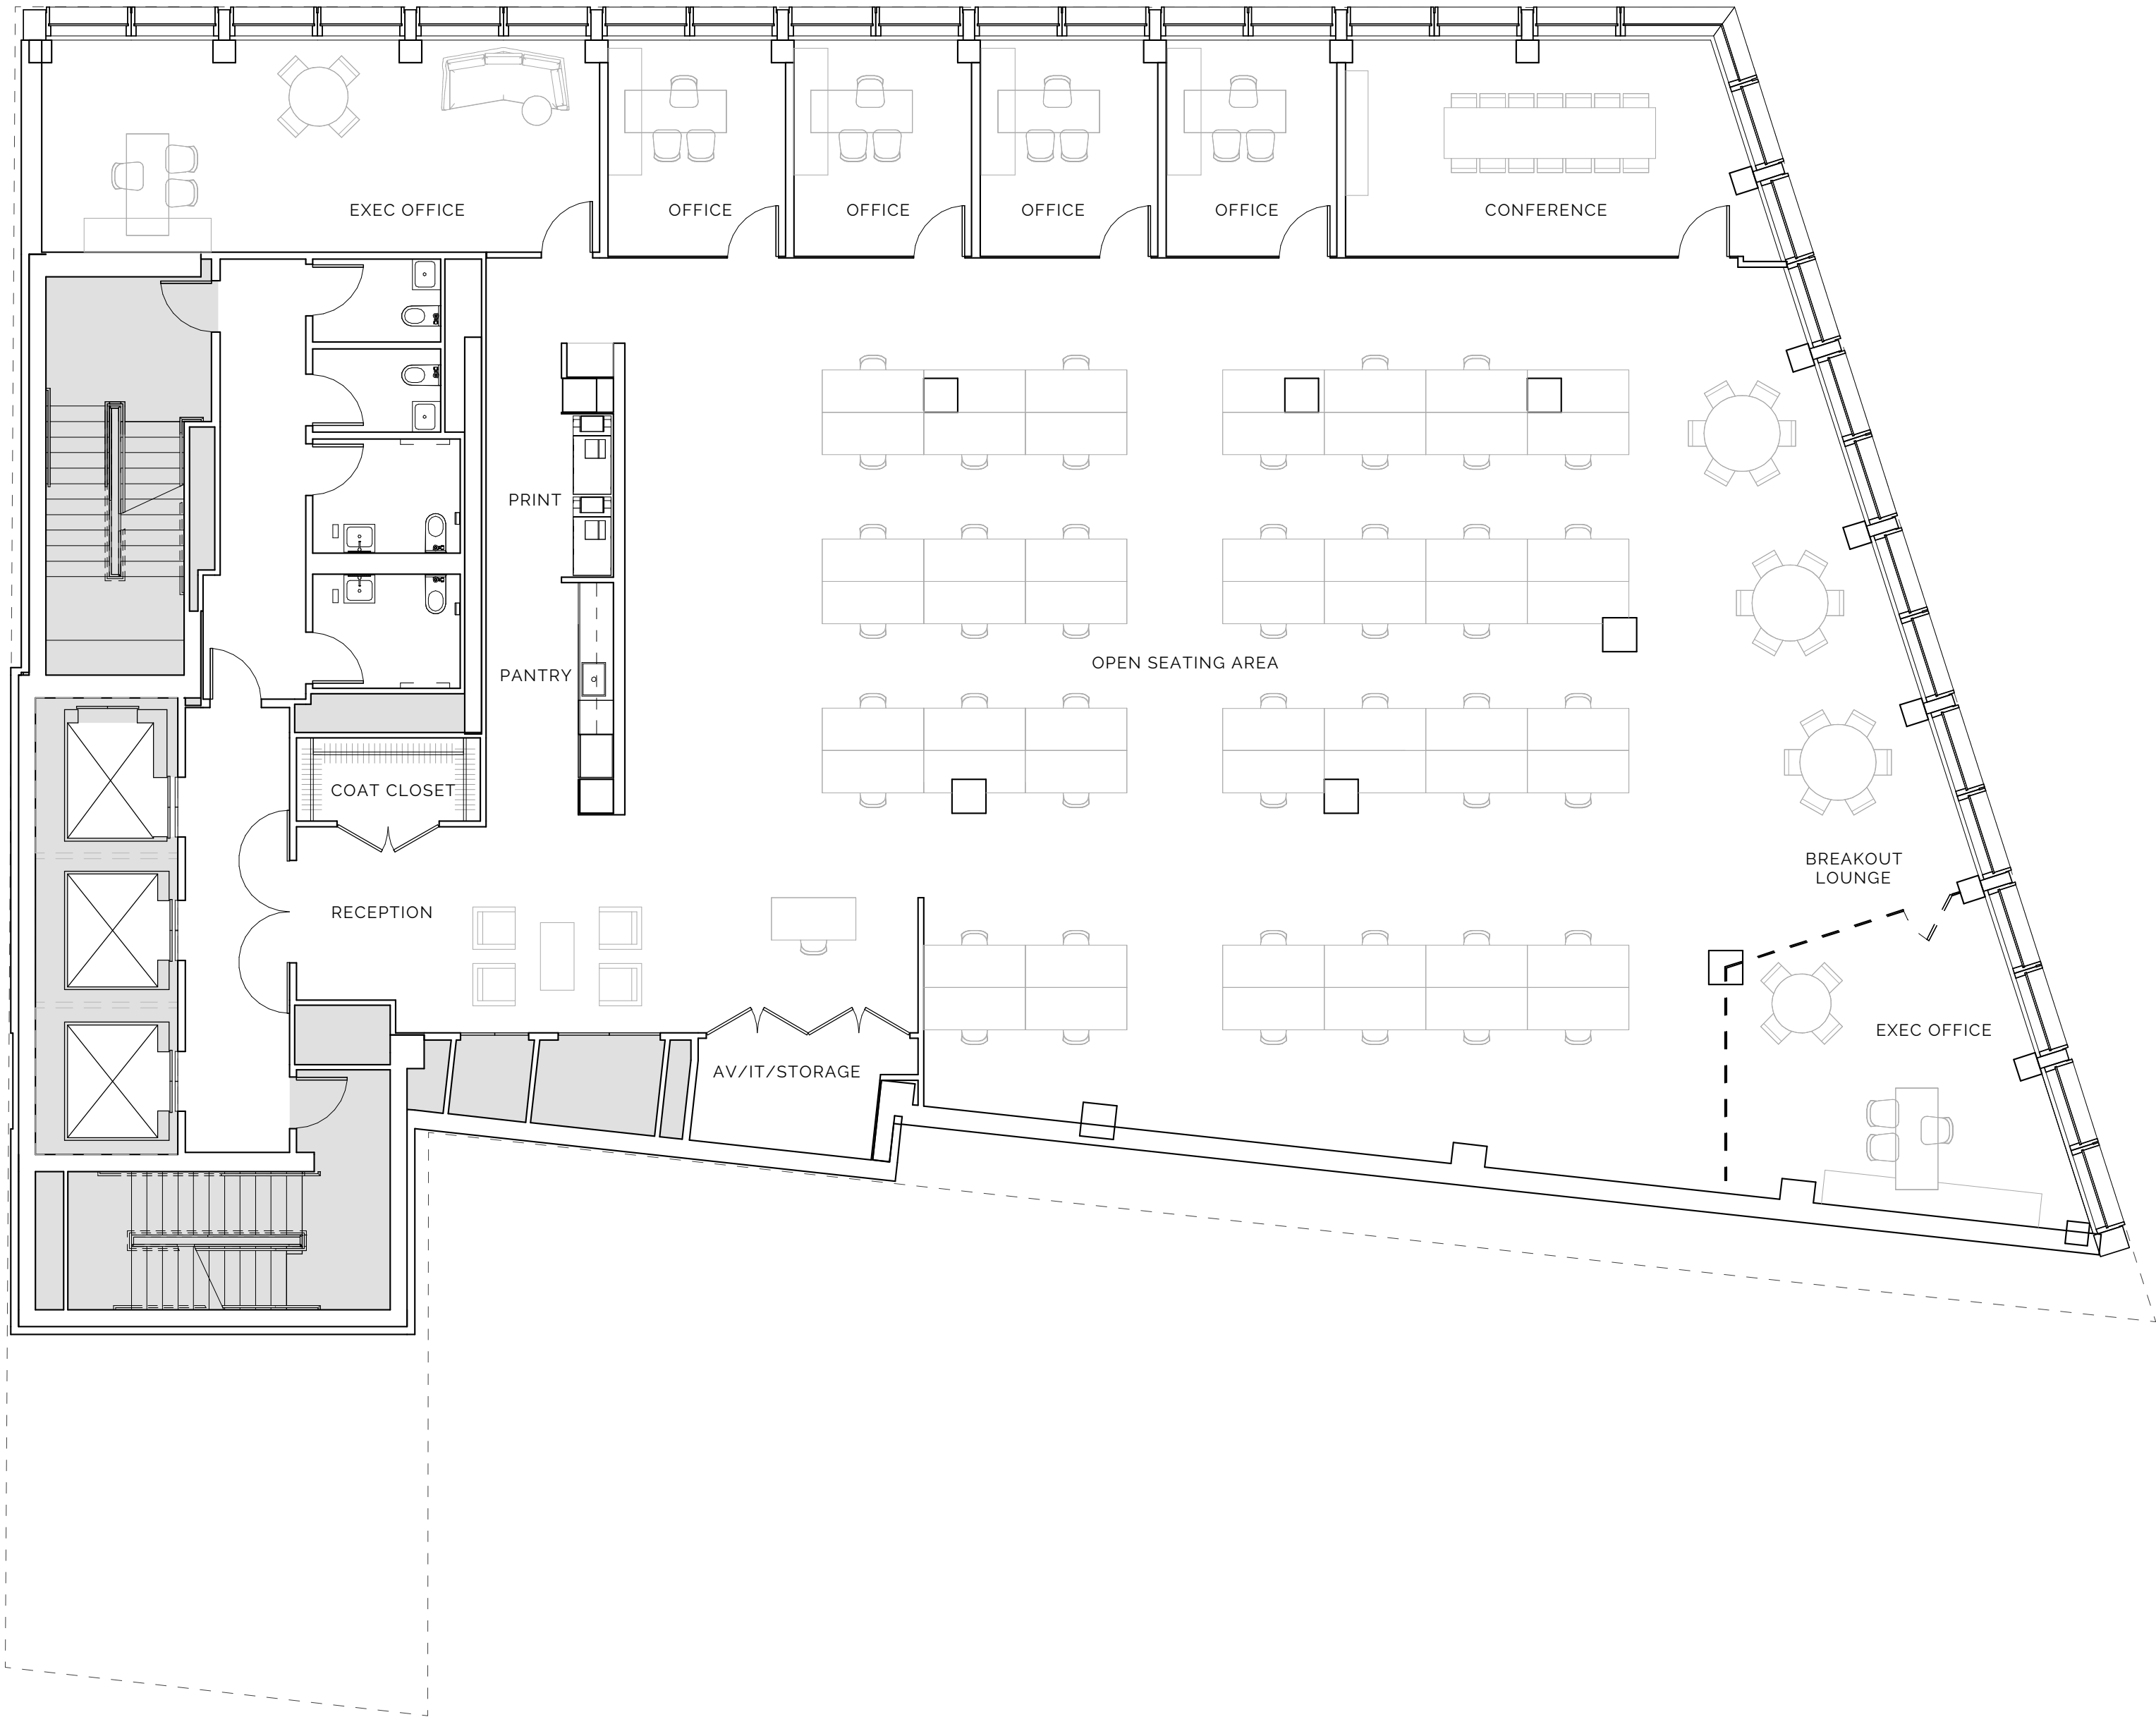 EXEC OFFICE
OFFICE
OFFICE
OFFICE
OFFICE
CONFERENCE
PRINT
OPEN SEATING AREA
PANTRY
COAT CLOSET
BREAKOUT
LOUNGE
RECEPTION
EXEC OFFICE
AV/IT/STORAGE